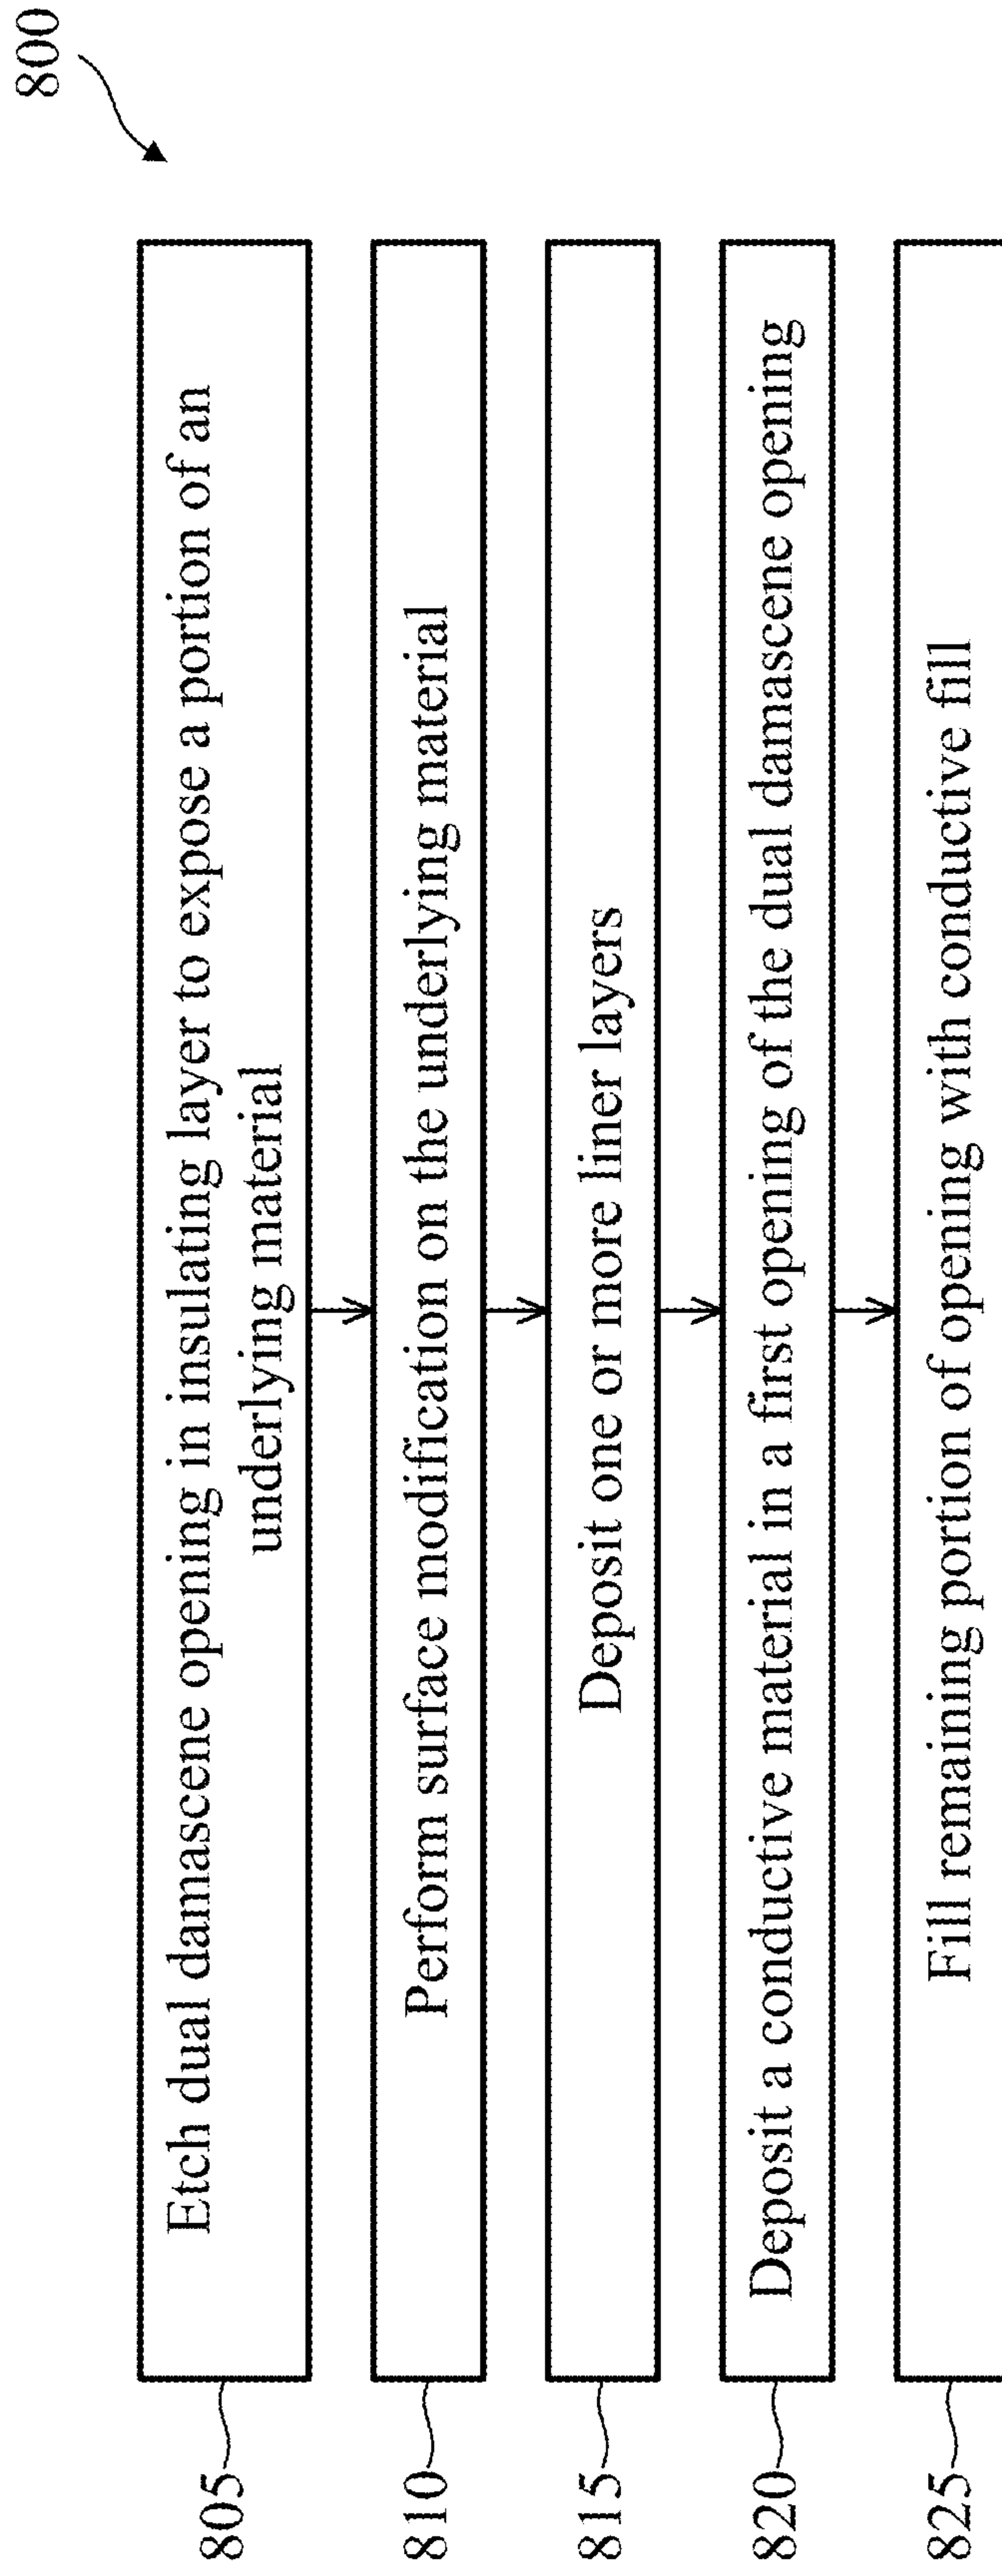 800
805
Etch dual damascene opening in insulating layer to expose a portion of an
underlying material
810
Perform surface modification on the underlying material
815
Deposit one or more liner layers
820
Deposit a conductive material in a first opening of the dual damascene opening
825
Fill remaining portion of opening with conductive fill